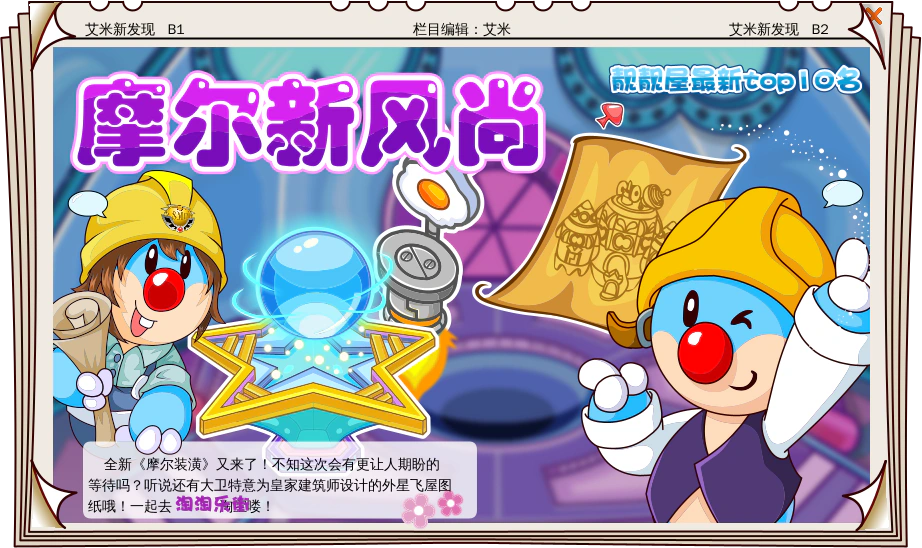 艾米新发现 B1
栏目编辑：艾米
艾米新发现 B2
摩尔新风尚
靓靓屋最新top10名
全新《摩尔装潢》又来了！不知这次会有更让人期盼的
等待吗？听说还有大卫特意为皇家建筑师设计的外星飞屋图
纸哦！一起去 淘淘乐街 喽！